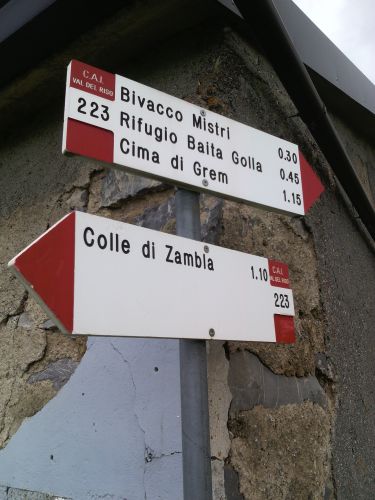 C.A.I.
VAL DEL RISO
223
Bivacco Mistri 0.30
Rifugio Baita Golla 0.45
Cima di Grem 1.15
Colle di Zambla 1.10
C.A.I.
VAL DEL RISO
223